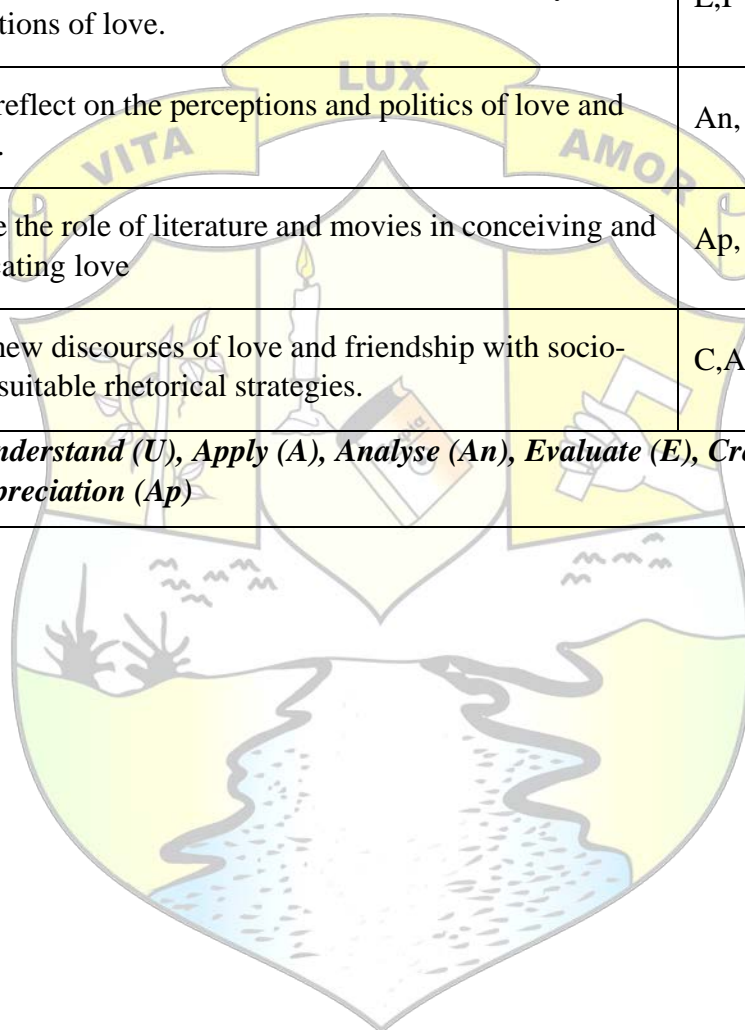 tions of love.
reflect on the perceptions and politics of love and
An,
.
e the role of literature and movies in conceiving and
Ap,
cating love
new discourses of love and friendship with socio-
C,A
suitable rhetorical strategies.
nderstand (U), Apply (A), Analyse (An), Evaluate (E), Cre
preciation (Ap)
LUX
VITA
AMOR